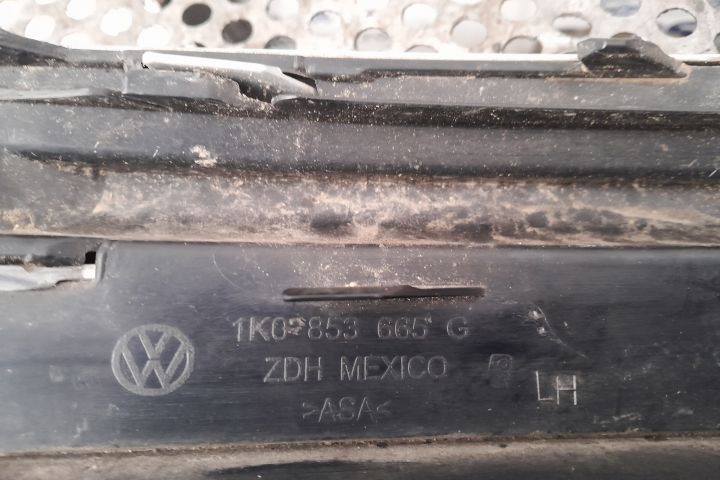 1K0 853 665 G
ZDH MEXICO
LH
>ASA<